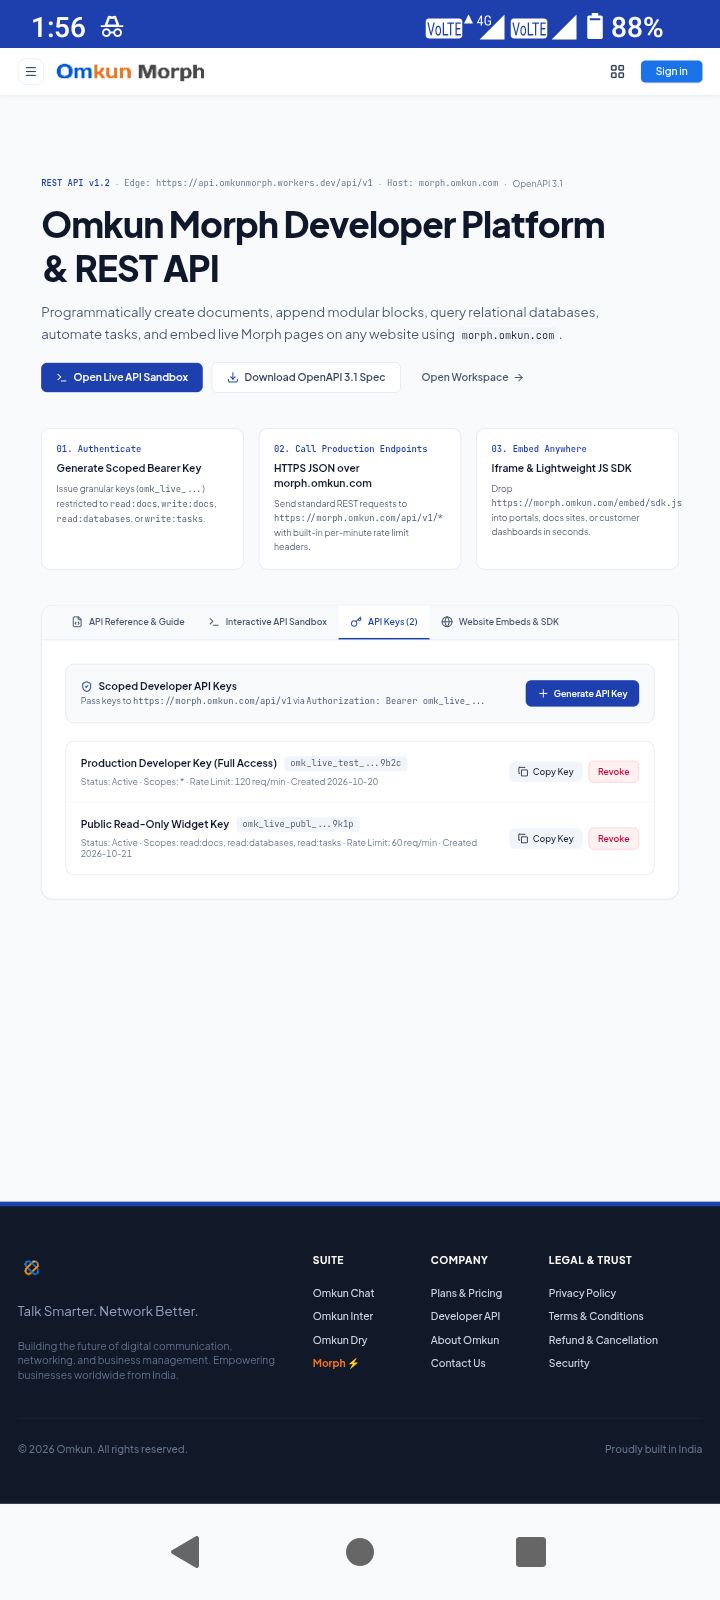 1:56
VoLTE 4G VoLTE 88%
Omkun Morph
Sign in
REST API v1.2 · Edge: https://api.omkunmorph.workers.dev/api/v1 · Host: morph.omkun.com · OpenAPI 3.1
Omkun Morph Developer Platform
& REST API
Programmatically create documents, append modular blocks, query relational databases,
automate tasks, and embed live Morph pages on any website using morph.omkun.com.
Open Live API Sandbox
Download OpenAPI 3.1 Spec
Open Workspace →
01. Authenticate
Generate Scoped Bearer Key
Issue granular keys (omk_live_...)
restricted to read:docs, write:docs,
read:databases, or write:tasks.
02. Call Production Endpoints
HTTPS JSON over
morph.omkun.com
Send standard REST requests to
https://morph.omkun.com/api/v1/*
with built-in per-minute rate limit
headers.
03. Embed Anywhere
Iframe & Lightweight JS SDK
Drop
https://morph.omkun.com/embed/sdk.js
into portals, docs sites, or customer
dashboards in seconds.
API Reference & Guide
Interactive API Sandbox
API Keys (2)
Website Embeds & SDK
Scoped Developer API Keys
Pass keys to https://morph.omkun.com/api/v1 via Authorization: Bearer omk_live_...
Generate API Key
Production Developer Key (Full Access) omk_live_test_...9b2c
Status: Active · Scopes: * · Rate Limit: 120 req/min · Created 2026-10-20
Copy Key
Revoke
Public Read-Only Widget Key omk_live_publ_...9k1p
Status: Active · Scopes: read:docs, read:databases, read:tasks · Rate Limit: 60 req/min · Created
2026-10-21
Copy Key
Revoke
Talk Smarter. Network Better.
Building the future of digital communication,
networking, and business management. Empowering
businesses worldwide from India.
SUITE
Omkun Chat
Omkun Inter
Omkun Dry
Morph ⚡
COMPANY
Plans & Pricing
Developer API
About Omkun
Contact Us
LEGAL & TRUST
Privacy Policy
Terms & Conditions
Refund & Cancellation
Security
© 2026 Omkun. All rights reserved.
Proudly built in India